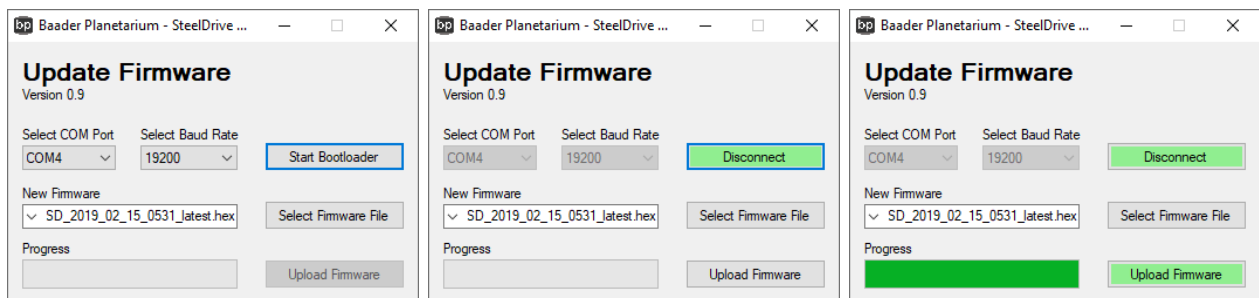 bp Baader Planetarium - SteelDrive ...
Update Firmware
Version 0.9
Select COM Port Select Baud Rate
COM4 19200 Start Bootloader
New Firmware
SD_2019_02_15_0531_latest.hex Select Firmware File
Progress
Upload Firmware
bp Baader Planetarium - SteelDrive ...
Update Firmware
Version 0.9
Select COM Port Select Baud Rate
COM4 19200 Disconnect
New Firmware
SD_2019_02_15_0531_latest.hex Select Firmware File
Progress
Upload Firmware
bp Baader Planetarium - SteelDrive ...
Update Firmware
Version 0.9
Select COM Port Select Baud Rate
COM4 19200 Disconnect
New Firmware
SD_2019_02_15_0531_latest.hex Select Firmware File
Progress
Upload Firmware